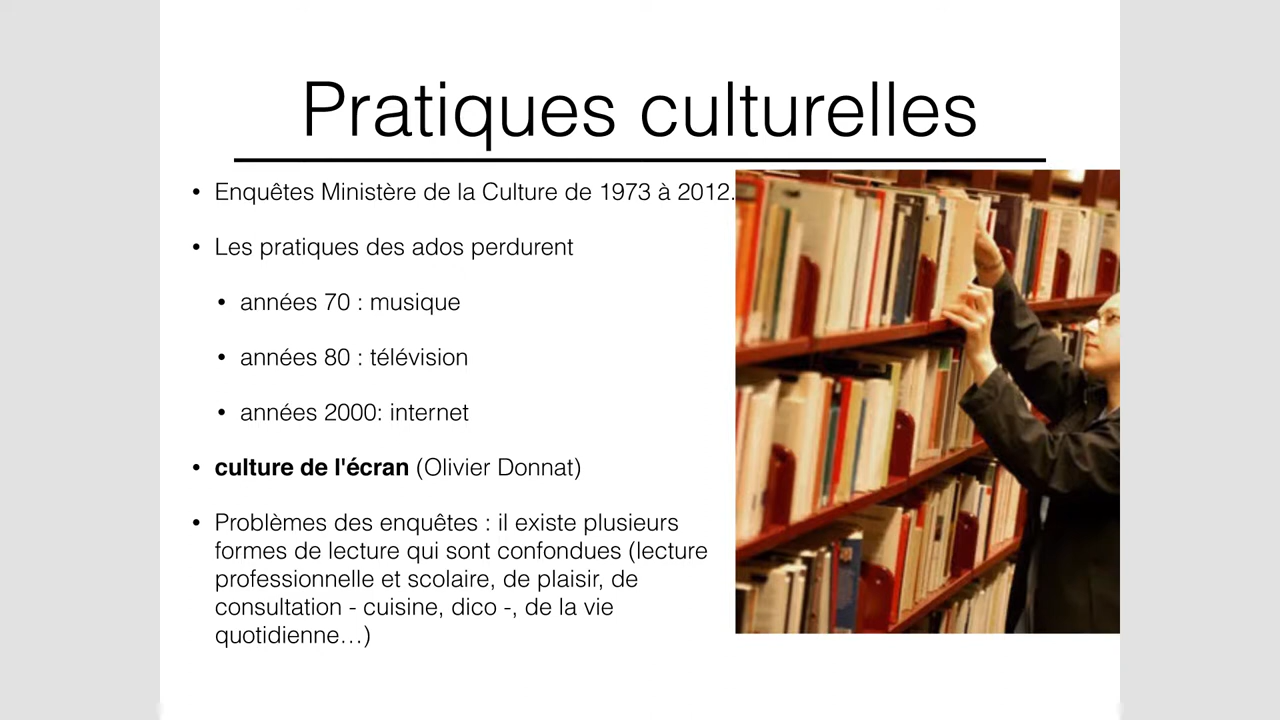 Pratiques culturelles
• Enquêtes Ministère de la Culture de 1973 à 2012.
• Les pratiques des ados perdurent
• années 70 : musique
• années 80 : télévision
• années 2000: internet
• culture de l'écran (Olivier Donnat)
• Problèmes des enquêtes : il existe plusieurs
formes de lecture qui sont confondues (lecture
professionnelle et scolaire, de plaisir, de
consultation - cuisine, dico -, de la vie
quotidienne…)